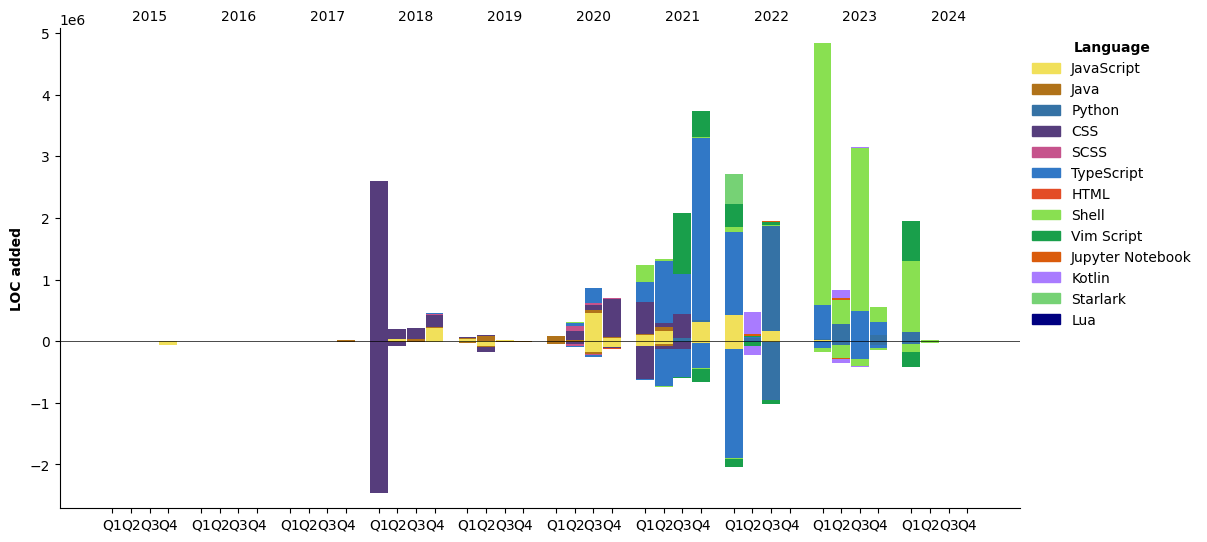 1e6
2015 2016 2017 2018 2019 2020 2021 2022 2023 2024
5
4
3
2
1
0
−1
−2
LOC added
Q1Q2Q3Q4 Q1Q2Q3Q4 Q1Q2Q3Q4 Q1Q2Q3Q4 Q1Q2Q3Q4 Q1Q2Q3Q4 Q1Q2Q3Q4 Q1Q2Q3Q4 Q1Q2Q3Q4 Q1Q2Q3Q4
Language
JavaScript
Java
Python
CSS
SCSS
TypeScript
HTML
Shell
Vim Script
Jupyter Notebook
Kotlin
Starlark
Lua